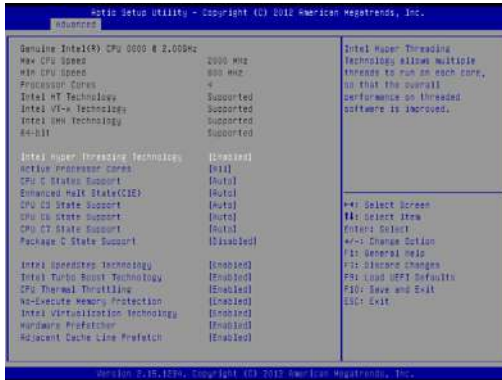 Aptio Setup Utility - Copyright (C) 2012 American Megatrends, Inc.
Advanced
Genuine Intel(R) CPU 0000 @ 2.00GHz
Max CPU Speed 2000 MHz
Min CPU Speed 800 MHz
Processor Cores 4
Intel HT Technology Supported
Intel VT-x Technology Supported
Intel SMX Technology Supported
64-bit Supported
Intel Hyper Threading Technology [Enabled]
Active Processor Cores [All]
CPU C States Support [Auto]
Enhanced Halt State(C1E) [Auto]
CPU C3 State Support [Auto]
CPU C6 State Support [Auto]
CPU C7 State Support [Auto]
Package C State Support [Disabled]
Intel SpeedStep Technology [Enabled]
Intel Turbo Boost Technology [Enabled]
CPU Thermal Throttling [Enabled]
No-Execute Memory Protection [Enabled]
Intel Virtualization Technology [Enabled]
Hardware Prefetcher [Enabled]
Adjacent Cache Line Prefetch [Enabled]
Intel Hyper Threading
Technology allows multiple
threads to run on each core,
so that the overall
performance on threaded
software is improved.
→←: Select Screen
↑↓: Select Item
Enter: Select
+/-: Change Option
F1: General Help
F7: Discard Changes
F9: Load UEFI Defaults
F10: Save and Exit
ESC: Exit
Version 2.15.1234. Copyright (C) 2012 American Megatrends, Inc.